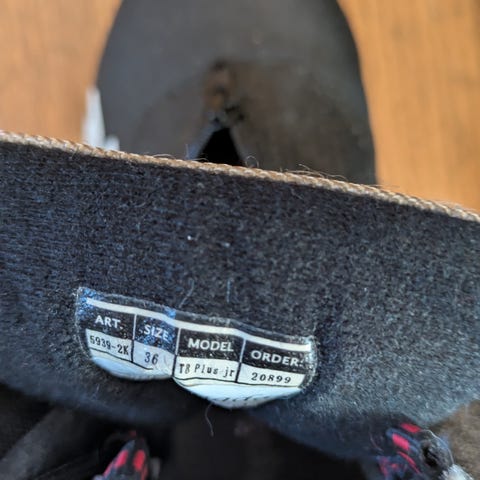 ART. SIZE MODEL ORDER
5939-2K 36 T8 Plus jr 20899